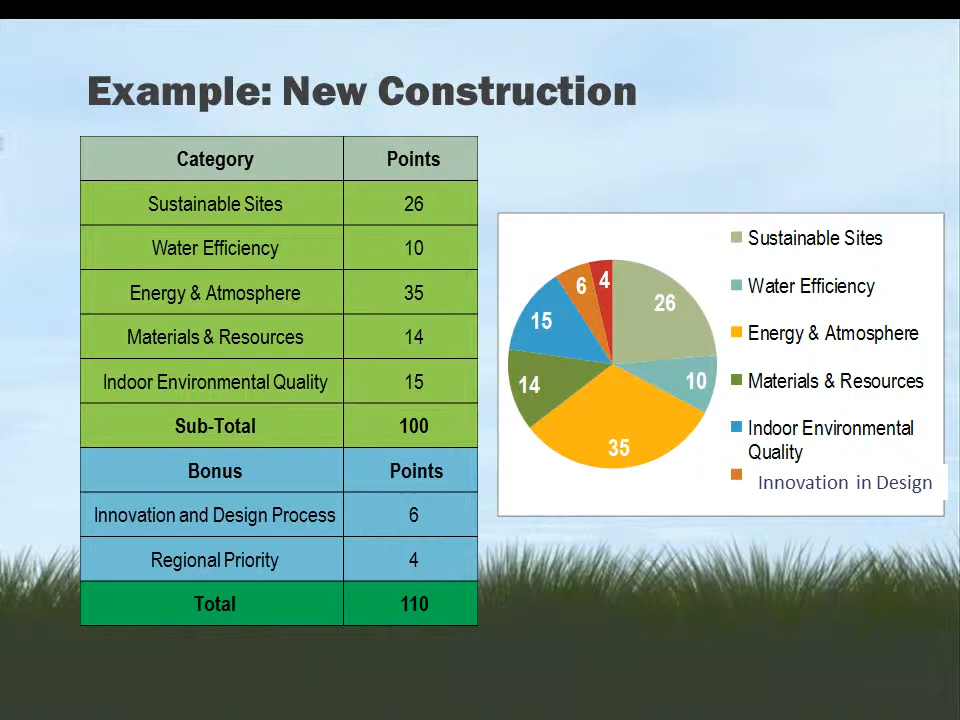 Example: New Construction
Category Points
Sustainable Sites 26
Water Efficiency 10
Energy & Atmosphere 35
Materials & Resources 14
Indoor Environmental Quality 15
Sub-Total 100
Bonus Points
Innovation and Design Process 6
Regional Priority 4
Total 110
6
4
26
15
10
14
35
Sustainable Sites
Water Efficiency
Energy & Atmosphere
Materials & Resources
Indoor Environmental
Quality
Innovation in Design